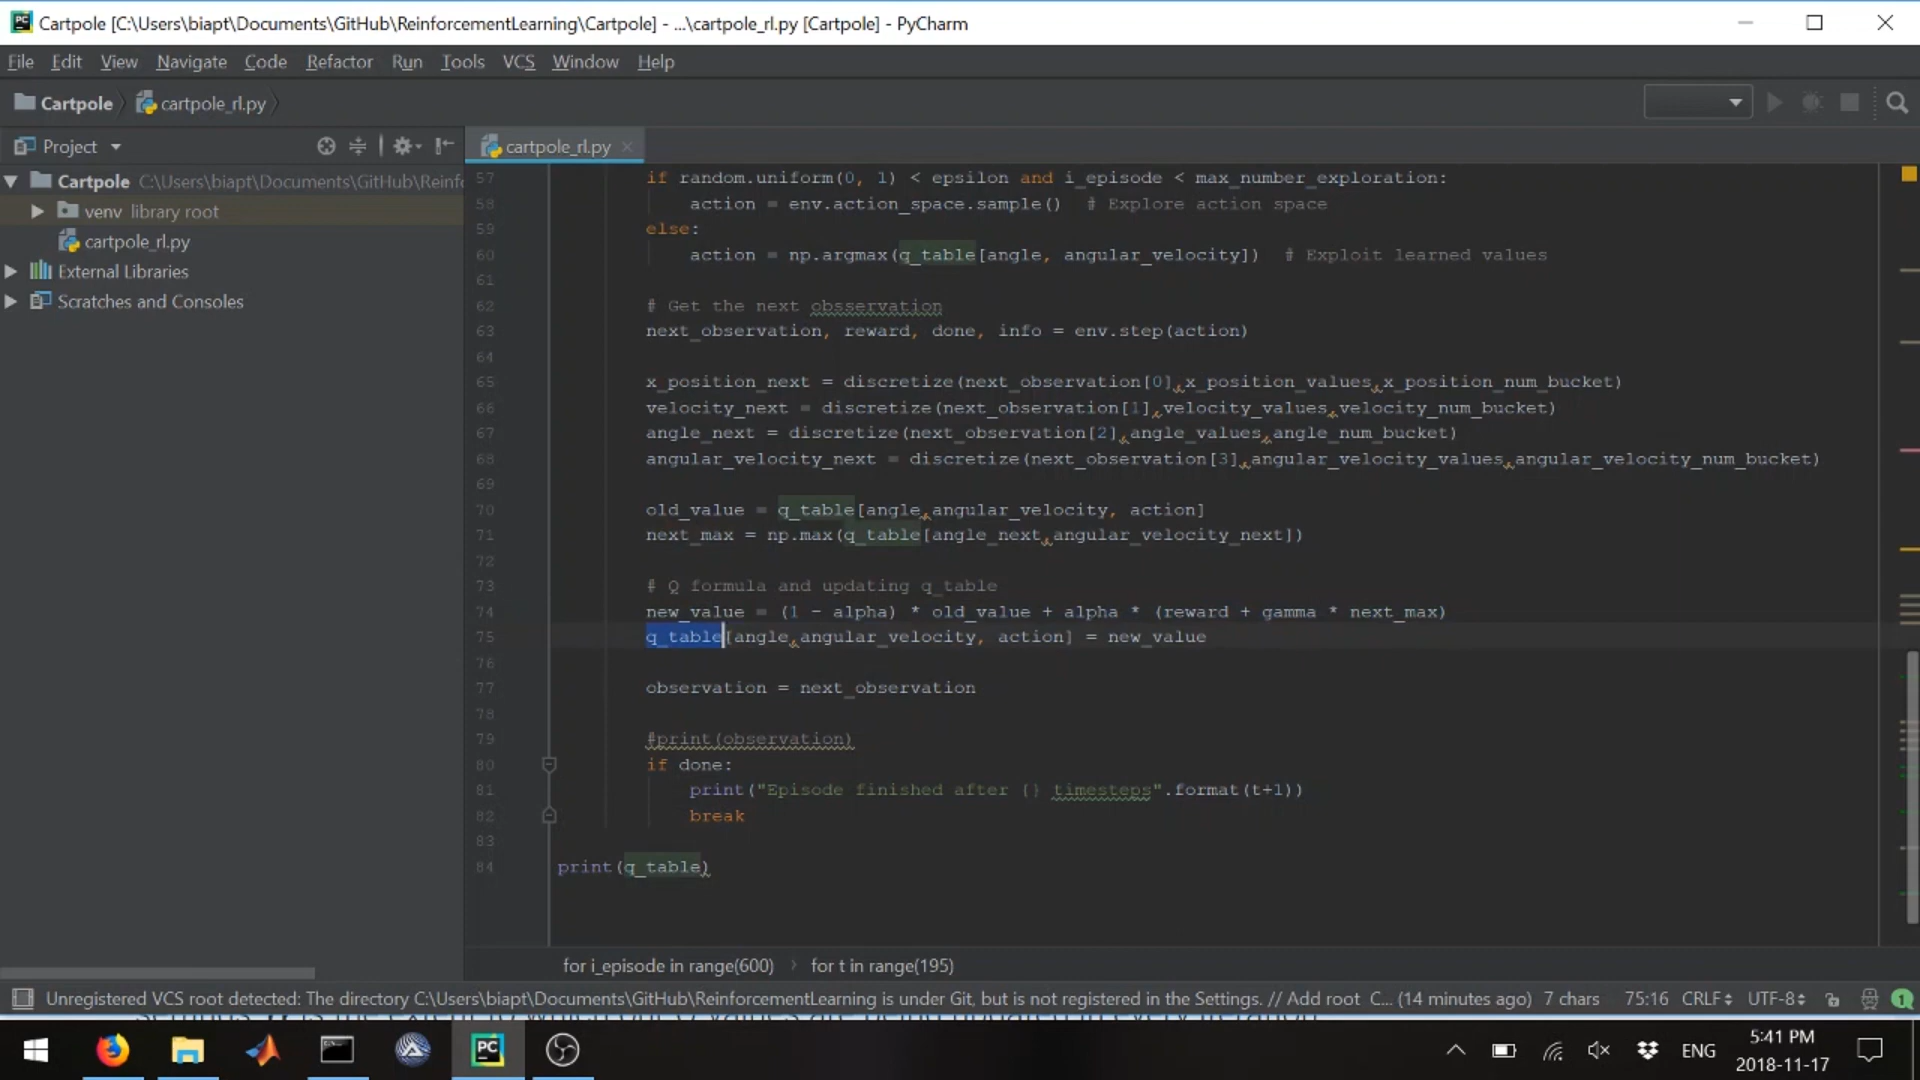 Cartpole [C:\Users\biapt\Documents\GitHub\ReinforcementLearning\Cartpole] - ...\cartpole_rl.py [Cartpole] - PyCharm
File Edit View Navigate Code Refactor Run Tools VCS Window Help
Cartpole cartpole_rl.py
Project
cartpole_rl.py
Cartpole C:\Users\biapt\Documents\GitHub\Reinf
venv library root
cartpole_rl.py
External Libraries
Scratches and Consoles
57 if random.uniform(0, 1) < epsilon and i_episode < max_number_exploration:
58 action = env.action_space.sample() # Explore action space
59 else:
60 action = np.argmax(q_table[angle, angular_velocity]) # Exploit learned values
61
62 # Get the next obsservation
63 next_observation, reward, done, info = env.step(action)
64
65 x_position_next = discretize(next_observation[0],x_position_values,x_position_num_bucket)
66 velocity_next = discretize(next_observation[1],velocity_values,velocity_num_bucket)
67 angle_next = discretize(next_observation[2],angle_values,angle_num_bucket)
68 angular_velocity_next = discretize(next_observation[3],angular_velocity_values,angular_velocity_num_bucket)
69
70 old_value = q_table[angle,angular_velocity, action]
71 next_max = np.max(q_table[angle_next,angular_velocity_next])
72
73 # Q formula and updating q_table
74 new_value = (1 - alpha) * old_value + alpha * (reward + gamma * next_max)
75 q_table[angle,angular_velocity, action] = new_value
76
77 observation = next_observation
78
79 #print(observation)
80 if done:
81 print("Episode finished after {} timesteps".format(t+1))
82 break
83
84 print(q_table)
for i_episode in range(600) for t in range(195)
Unregistered VCS root detected: The directory C:\Users\biapt\Documents\GitHub\ReinforcementLearning is under Git, but is not registered in the Settings. // Add root C... (14 minutes ago) 7 chars 75:16 CRLF UTF-8 1
ENG
5:41 PM
2018-11-17